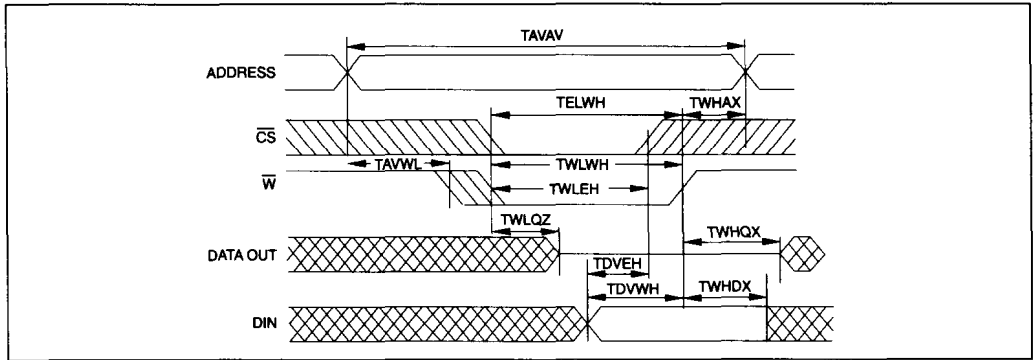 TAVAV
ADDRESS
TELWH
TWHAX
CS
TAVWL
TWLWH
W
TWLEH
TWLQZ
TWHQX
DATA OUT
TDVEH
TDVWH
TWHDX
DIN